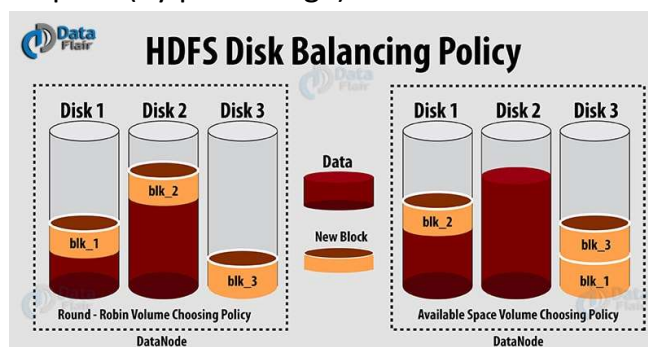 Data
Flair
HDFS Disk Balancing Policy
Data
Flair
Disk 1
Disk 2
Disk 3
blk_1
blk_2
blk_3
Round - Robin Volume Choosing Policy
DataNode
Data
New Block
Disk 1
Disk 2
Disk 3
blk_2
blk_3
blk_1
Available Space Volume Choosing Policy
DataNode